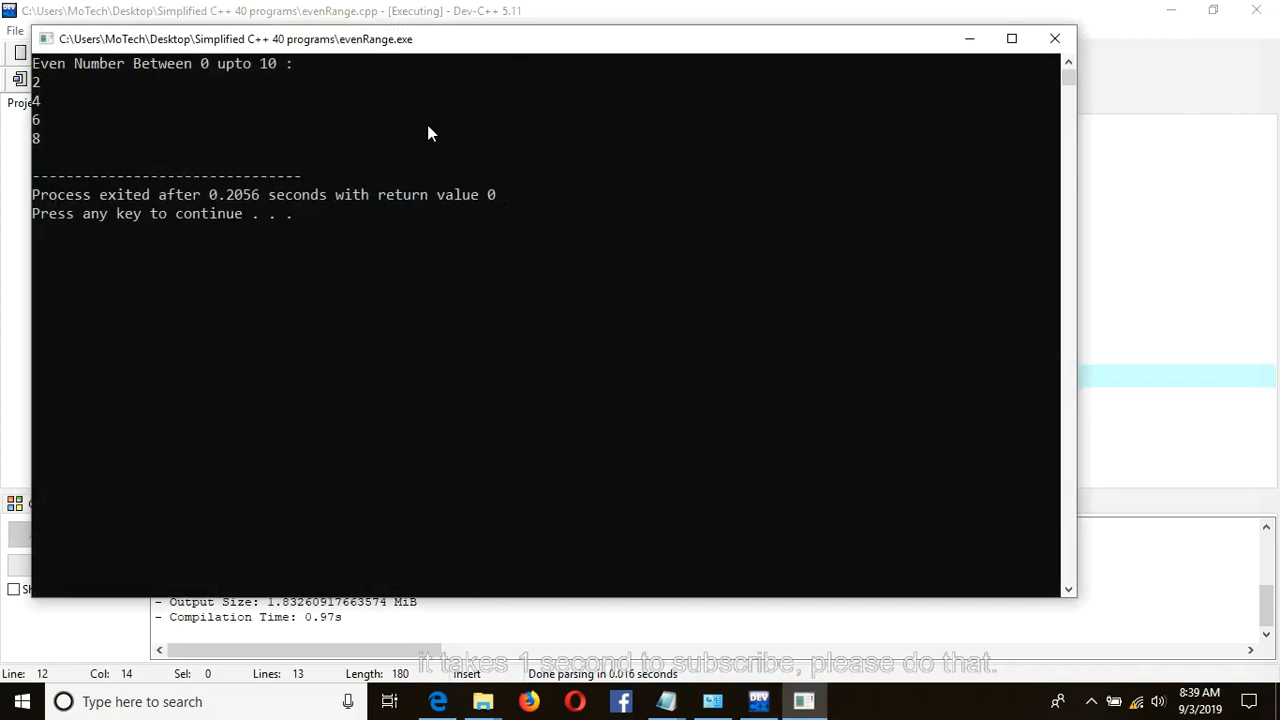 C:\Users\MoTech\Desktop\Simplified C++ 40 programs\evenRange.cpp - [Executing] - Dev-C++ 5.11
File
C:\Users\MoTech\Desktop\Simplified C++ 40 programs\evenRange.exe
Proje
Even Number Between 0 upto 10 :
2
4
6
8
--------------------------------
Process exited after 0.2056 seconds with return value 0
Press any key to continue . . .
- Output Size: 1.83260917663574 MiB
- Compilation Time: 0.97s
it takes 1 second to subscribe, please do that.
Line: 12 Col: 14 Sel: 0 Lines: 13 Length: 180 Insert Done parsing in 0.016 seconds
Type here to search
8:39 AM
9/3/2019